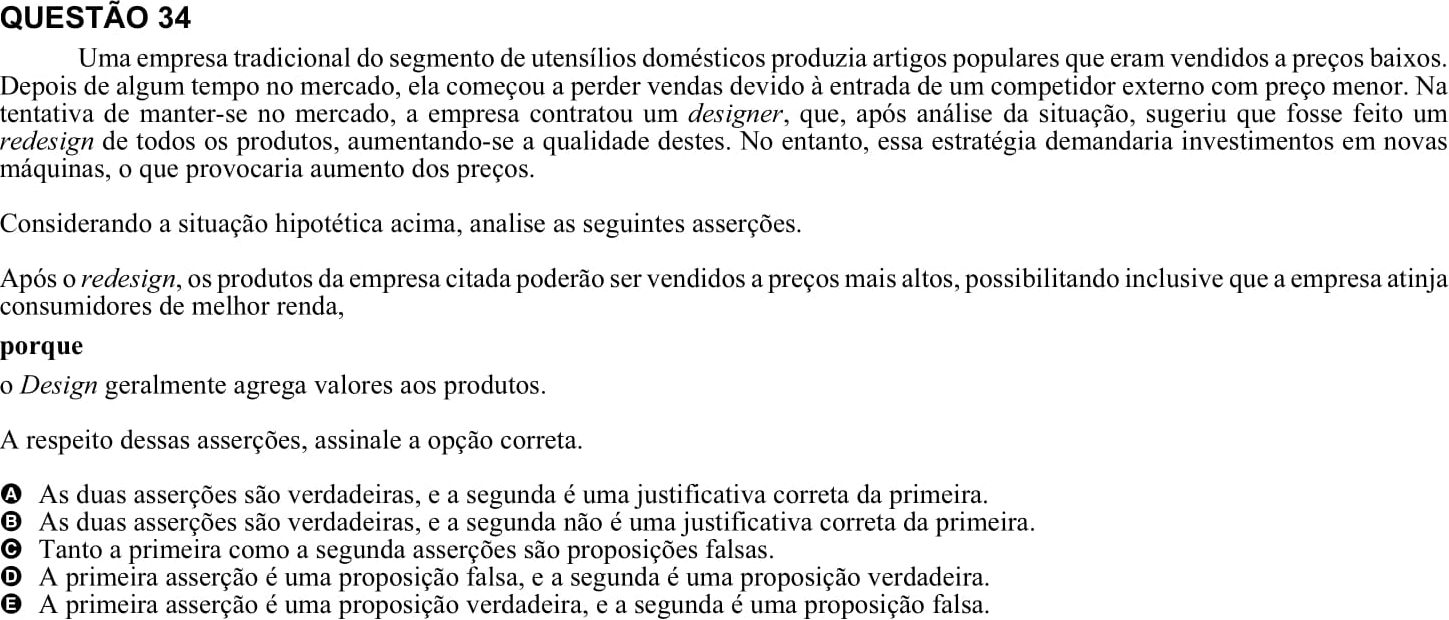 QUESTÃO 34
Uma empresa tradicional do segmento de utensílios domésticos produzia artigos populares que eram vendidos a preços baixos.
Depois de algum tempo no mercado, ela começou a perder vendas devido à entrada de um competidor externo com preço menor. Na
tentativa de manter-se no mercado, a empresa contratou um designer, que, após análise da situação, sugeriu que fosse feito um
redesign de todos os produtos, aumentando-se a qualidade destes. No entanto, essa estratégia demandaria investimentos em novas
máquinas, o que provocaria aumento dos preços.
Considerando a situação hipotética acima, analise as seguintes asserções.
Após o redesign, os produtos da empresa citada poderão ser vendidos a preços mais altos, possibilitando inclusive que a empresa atinja
consumidores de melhor renda,
porque
o Design geralmente agrega valores aos produtos.
A respeito dessas asserções, assinale a opção correta.
A As duas asserções são verdadeiras, e a segunda é uma justificativa correta da primeira.
B As duas asserções são verdadeiras, e a segunda não é uma justificativa correta da primeira.
C Tanto a primeira como a segunda asserções são proposições falsas.
D A primeira asserção é uma proposição falsa, e a segunda é uma proposição verdadeira.
E A primeira asserção é uma proposição verdadeira, e a segunda é uma proposição falsa.